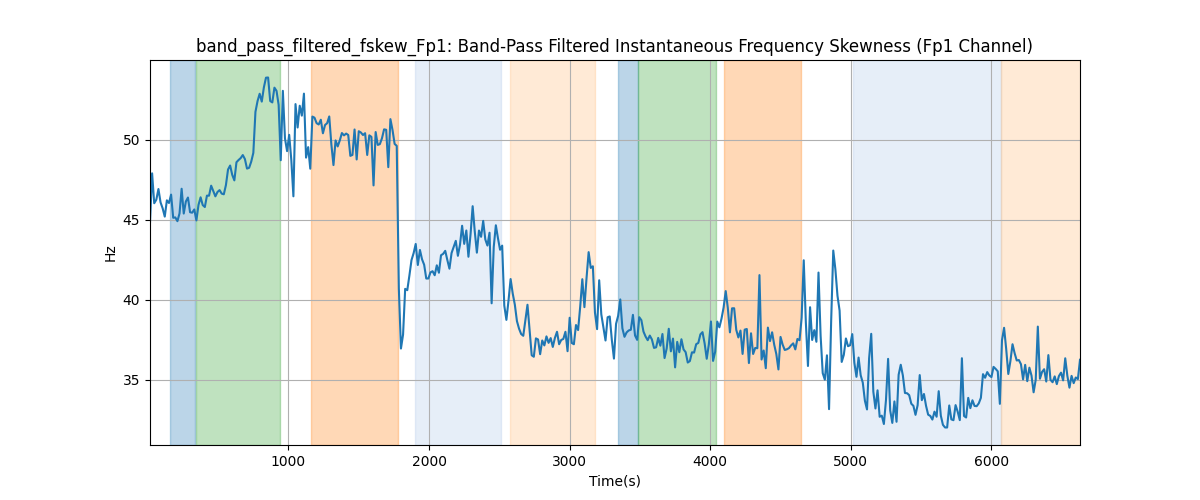 band_pass_filtered_fskew_Fp1: Band-Pass Filtered Instantaneous Frequency Skewness (Fp1 Channel)
50
45
40
35
Hz
1000 2000 3000 4000 5000 6000
Time(s)